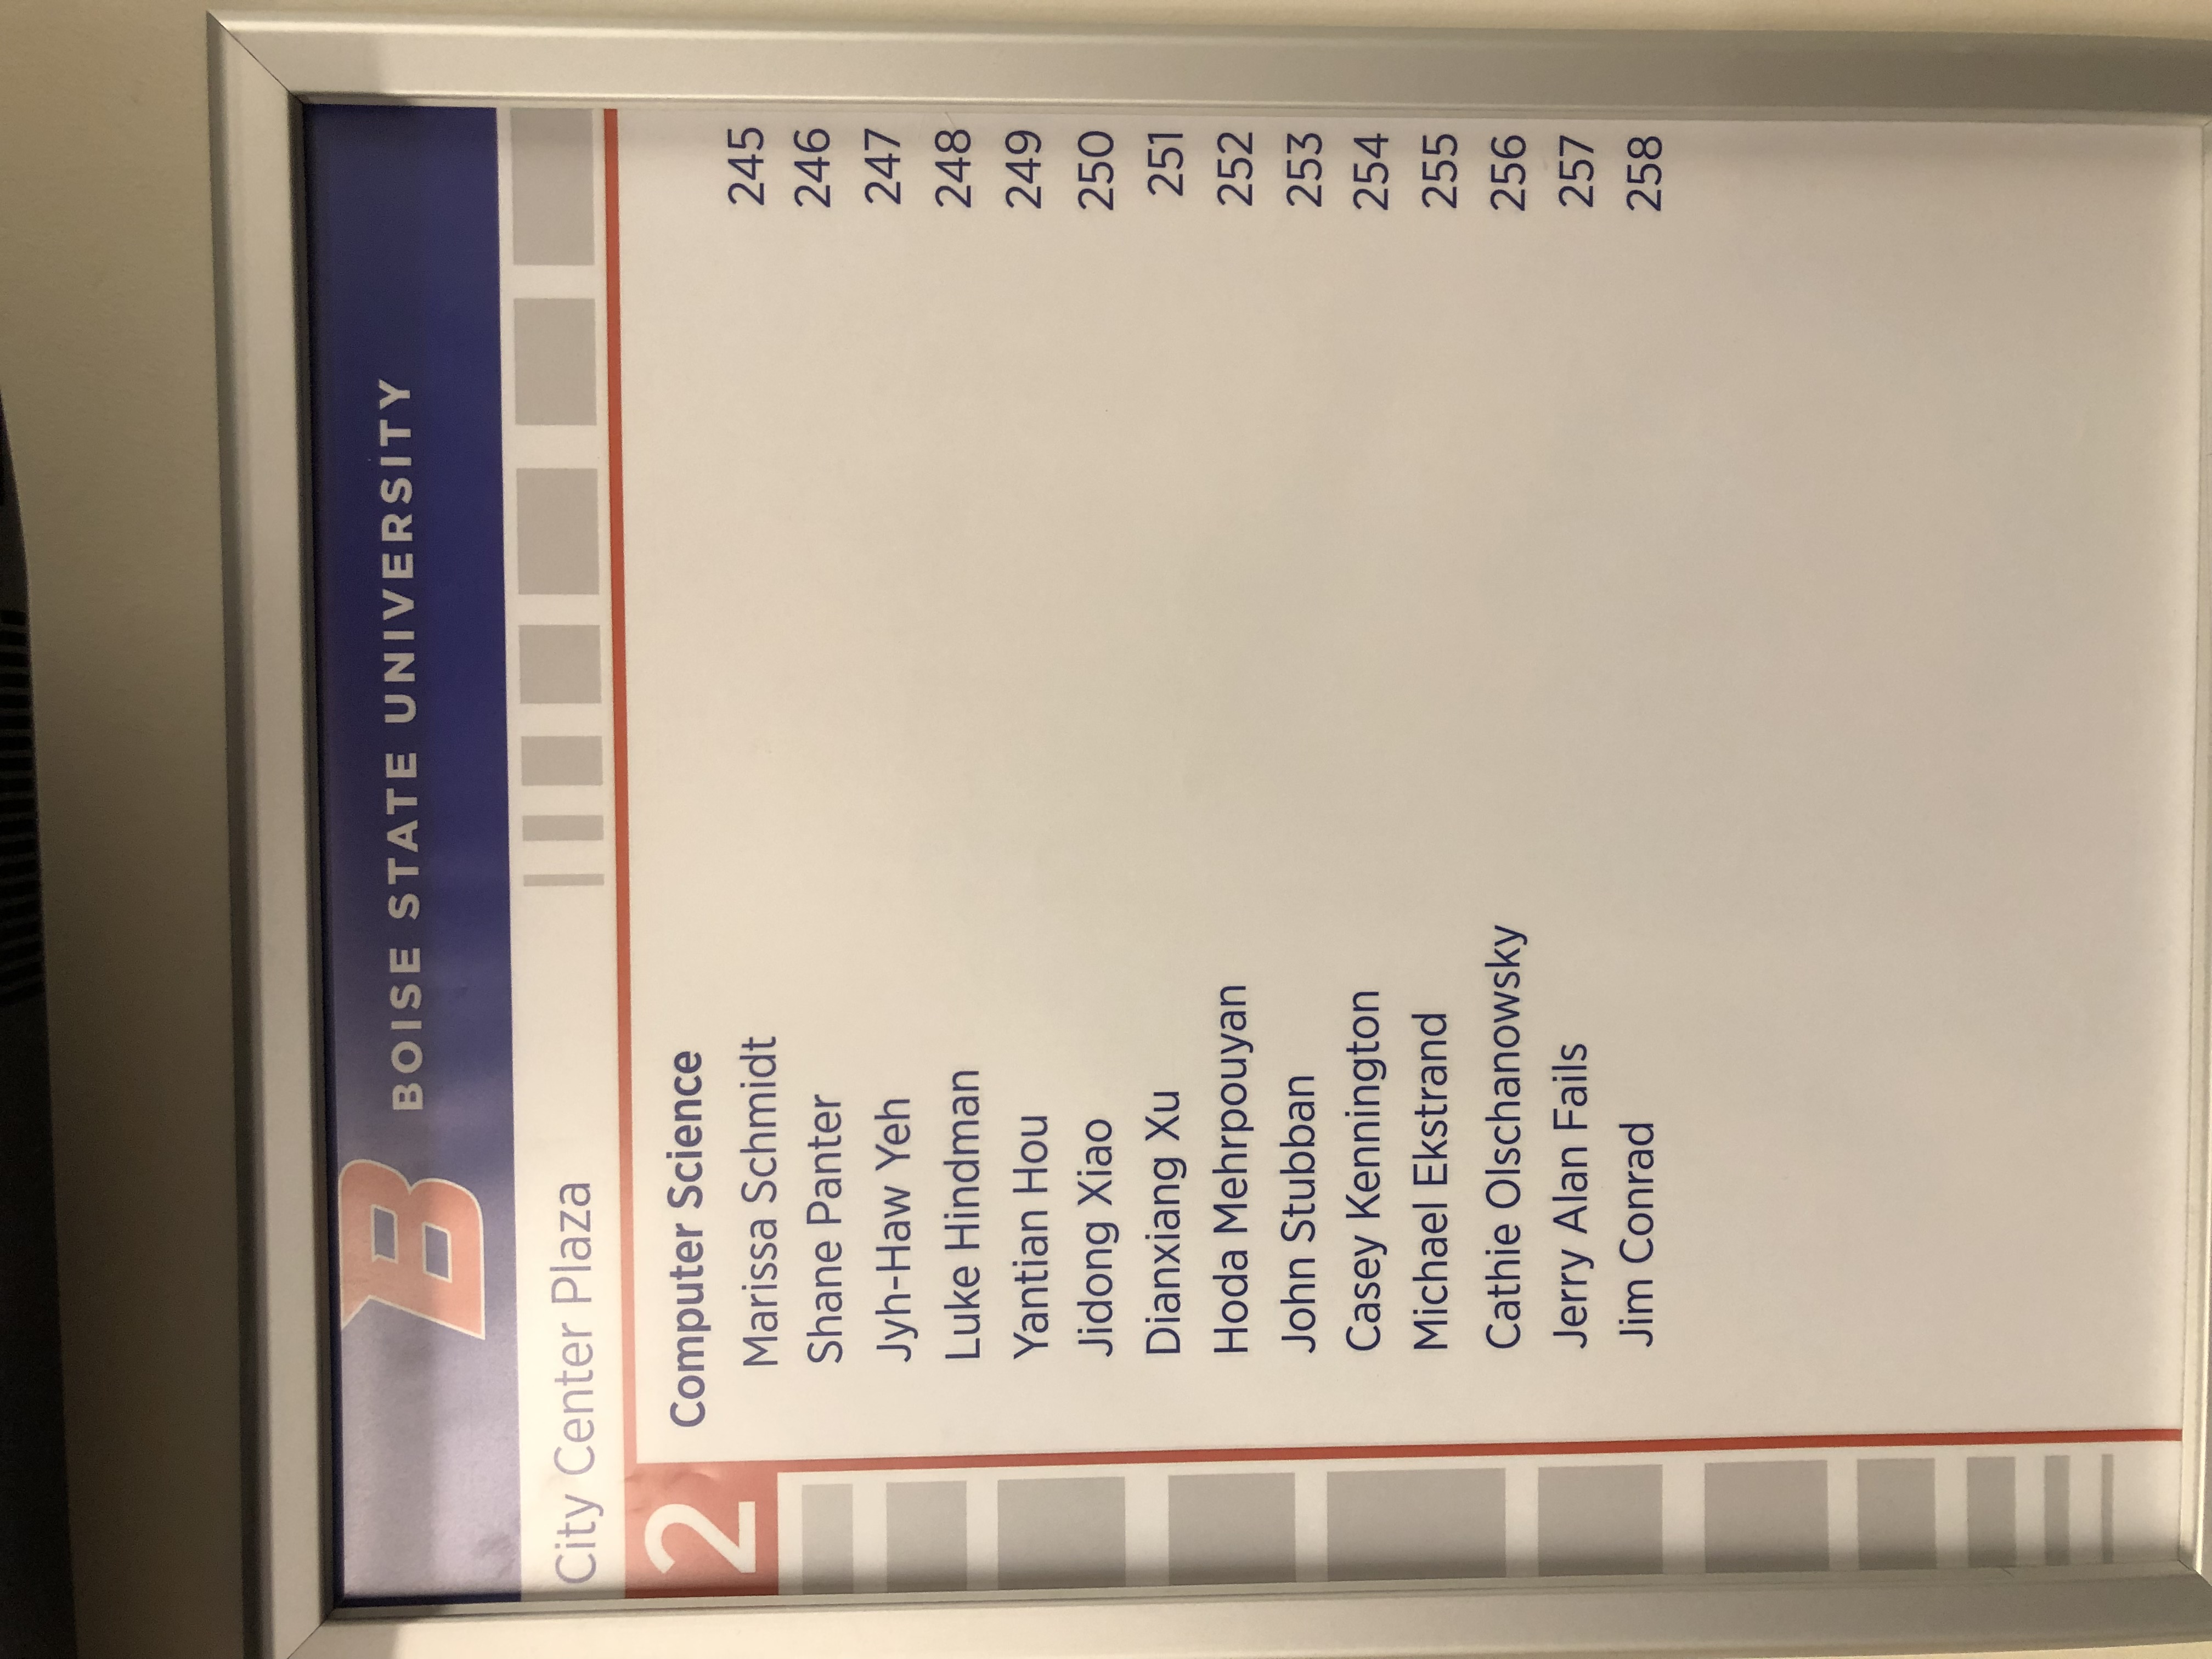 B BOISE STATE UNIVERSITY
City Center Plaza
2 Computer Science
Marissa Schmidt 245
Shane Panter 246
Jyh-Haw Yeh 247
Luke Hindman 248
Yantian Hou 249
Jidong Xiao 250
Dianxiang Xu 251
Hoda Mehrpouyan 252
John Stubban 253
Casey Kennington 254
Michael Ekstrand 255
Cathie Olschanowsky 256
Jerry Alan Fails 257
Jim Conrad 258